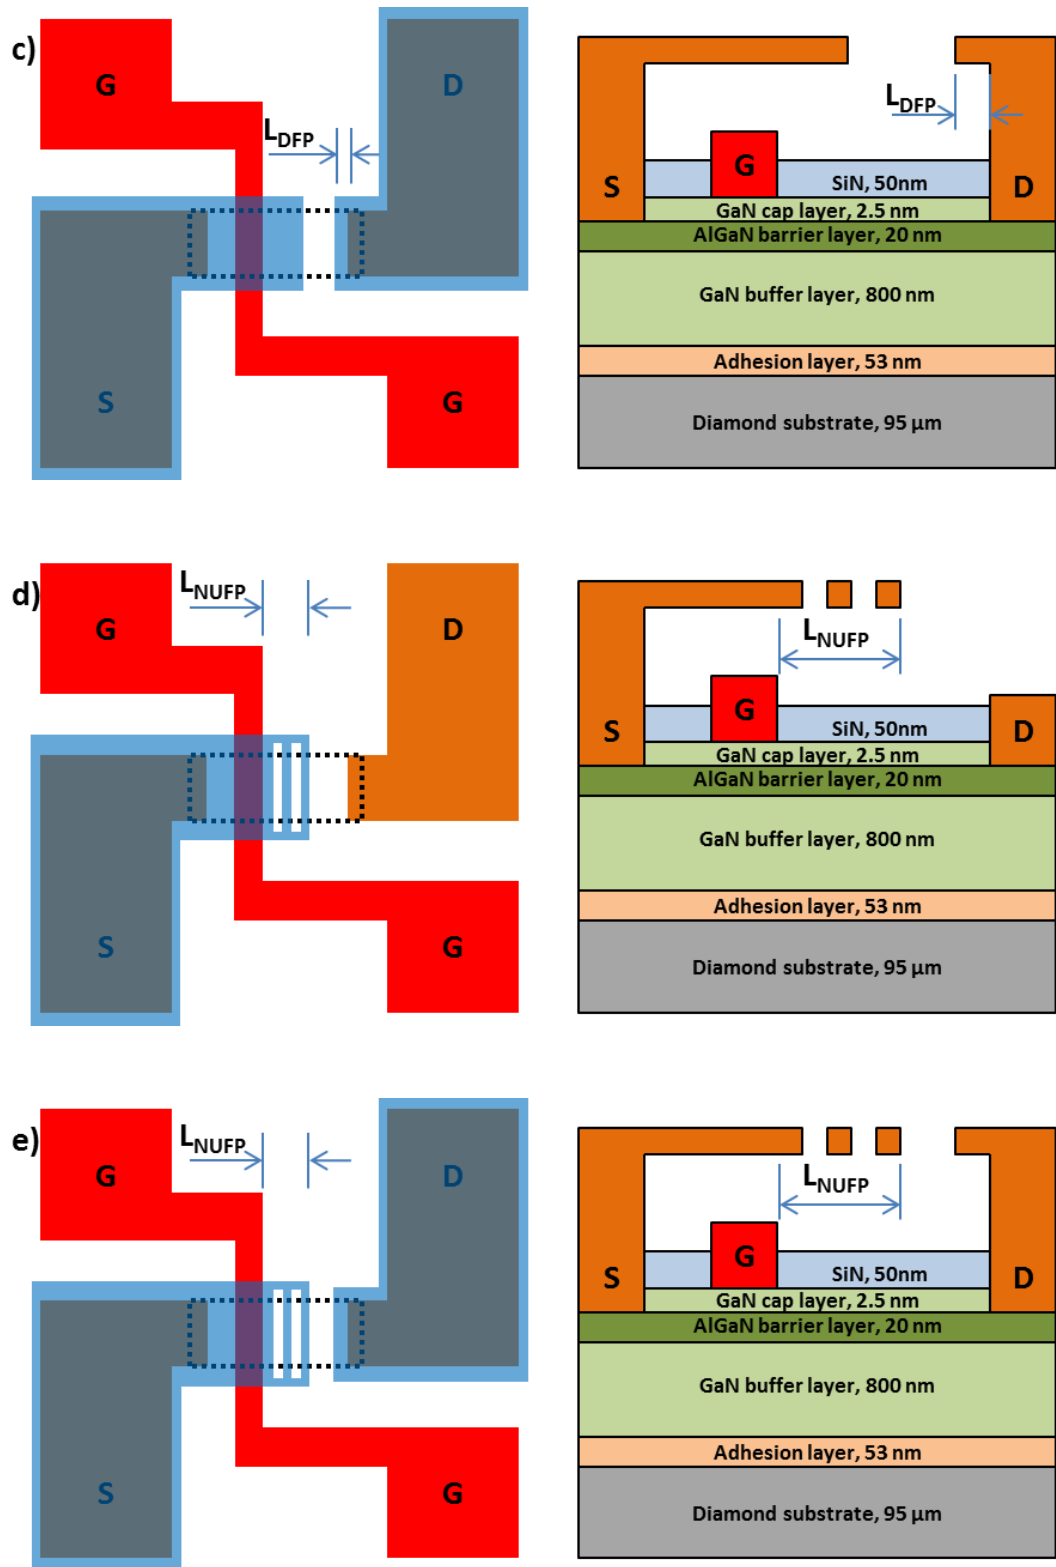 c)
G
D
L_DFP
S
G
L_DFP
G
S
SiN, 50nm
D
GaN cap layer, 2.5 nm
AlGaN barrier layer, 20 nm
GaN buffer layer, 800 nm
Adhesion layer, 53 nm
Diamond substrate, 95 µm
d)
L_NUFP
G
D
S
G
L_NUFP
G
S
SiN, 50nm
D
GaN cap layer, 2.5 nm
AlGaN barrier layer, 20 nm
GaN buffer layer, 800 nm
Adhesion layer, 53 nm
Diamond substrate, 95 µm
e)
L_NUFP
G
D
S
G
L_NUFP
G
S
SiN, 50nm
D
GaN cap layer, 2.5 nm
AlGaN barrier layer, 20 nm
GaN buffer layer, 800 nm
Adhesion layer, 53 nm
Diamond substrate, 95 µm